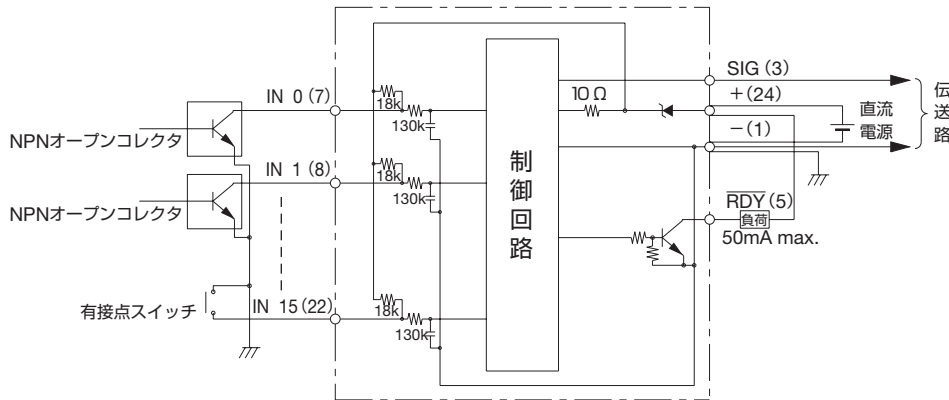 SIG (3)
+(24)
10Ω
直流
電源
伝送路
IN 0 (7)
18k
130k
NPNオープンコレクタ
−(1)
IN 1 (8)
18k
130k
制御回路
NPNオープンコレクタ
RDY (5)
負荷
50mA max.
有接点スイッチ
IN 15 (22)
18k
130k